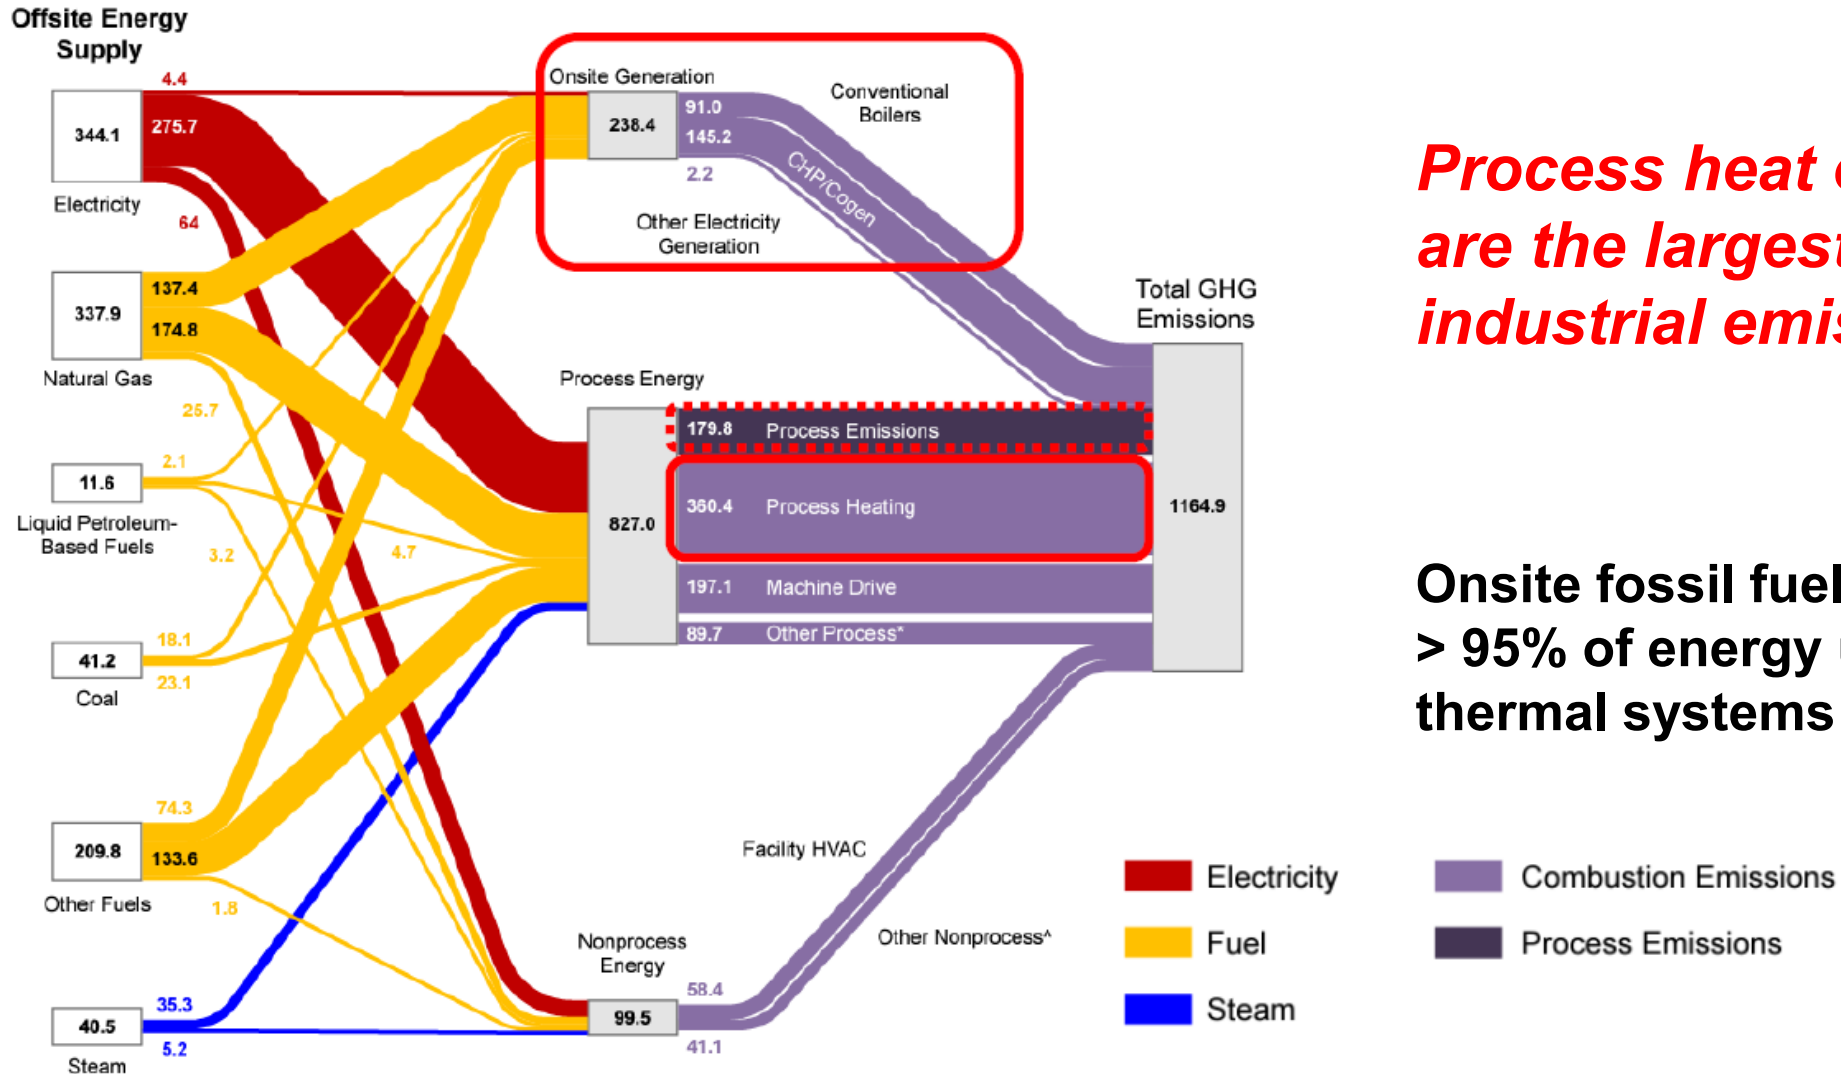 Offsite Energy
Supply
4.4
344.1
275.7
Electricity
64
337.9
137.4
174.8
Natural Gas
25.7
11.6
2.1
Liquid Petroleum-
Based Fuels
3.2
4.7
41.2
18.1
23.1
Coal
209.8
74.3
133.6
Other Fuels
1.8
40.5
35.3
5.2
Steam
Onsite Generation
238.4
91.0
145.2
2.2
Conventional
Boilers
CHP/Cogen
Other Electricity
Generation
Process Energy
827.0
179.8 Process Emissions
360.4 Process Heating
197.1 Machine Drive
89.7 Other Process*
Nonprocess
Energy
99.5
58.4
41.1
Facility HVAC
Other Nonprocess^
Total GHG
Emissions
1164.9
Process heat
are the largest
industrial
Onsite fossil fuel
> 95% of energy
thermal systems
Electricity
Fuel
Steam
Combustion Emissions
Process Emissions